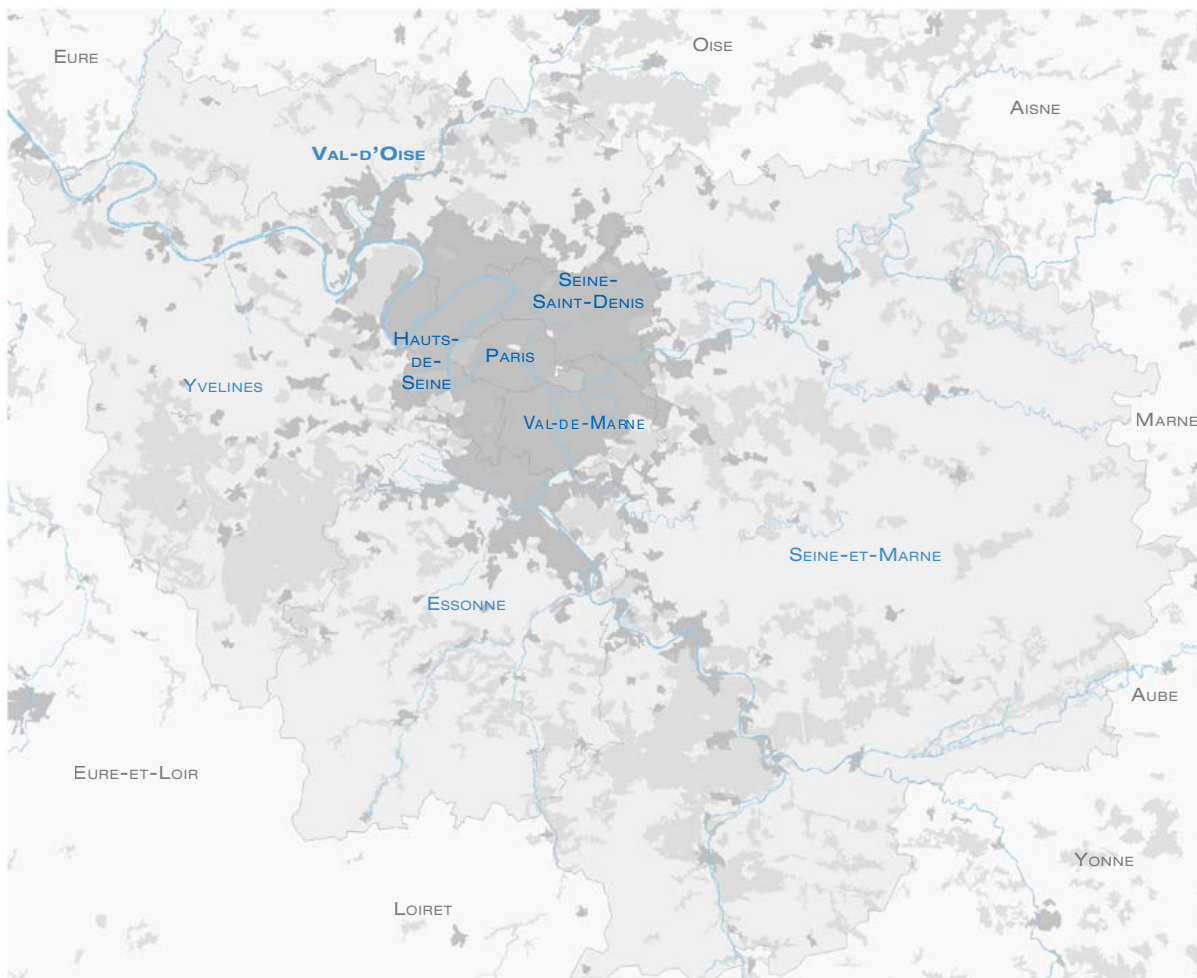 Oise
Eure
Aisne
Val-d'Oise
Seine-
Saint-Denis
Hauts-
de-
Seine
Paris
Yvelines
Marne
Val-de-Marne
Seine-et-Marne
Essonne
Aube
Eure-et-Loir
Yonne
Loiret